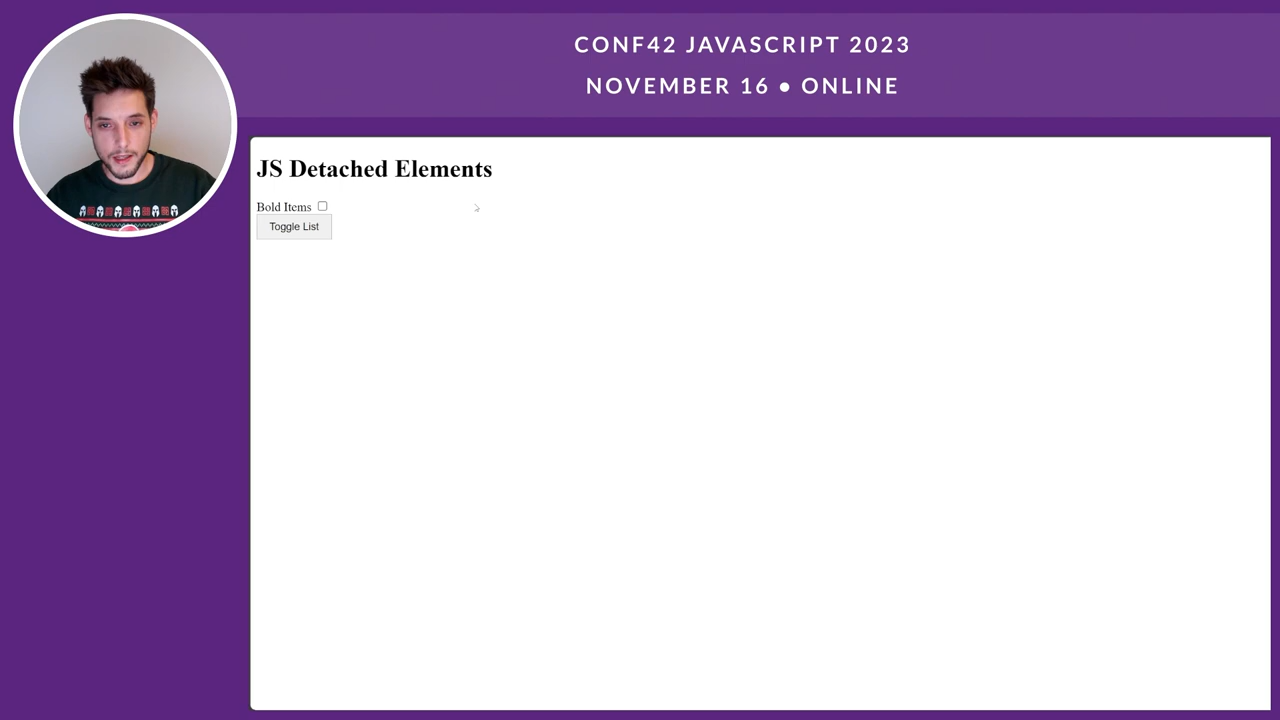 CONF42 JAVASCRIPT 2023
NOVEMBER 16 ● ONLINE
JS Detached Elements
Bold Items
Toggle List